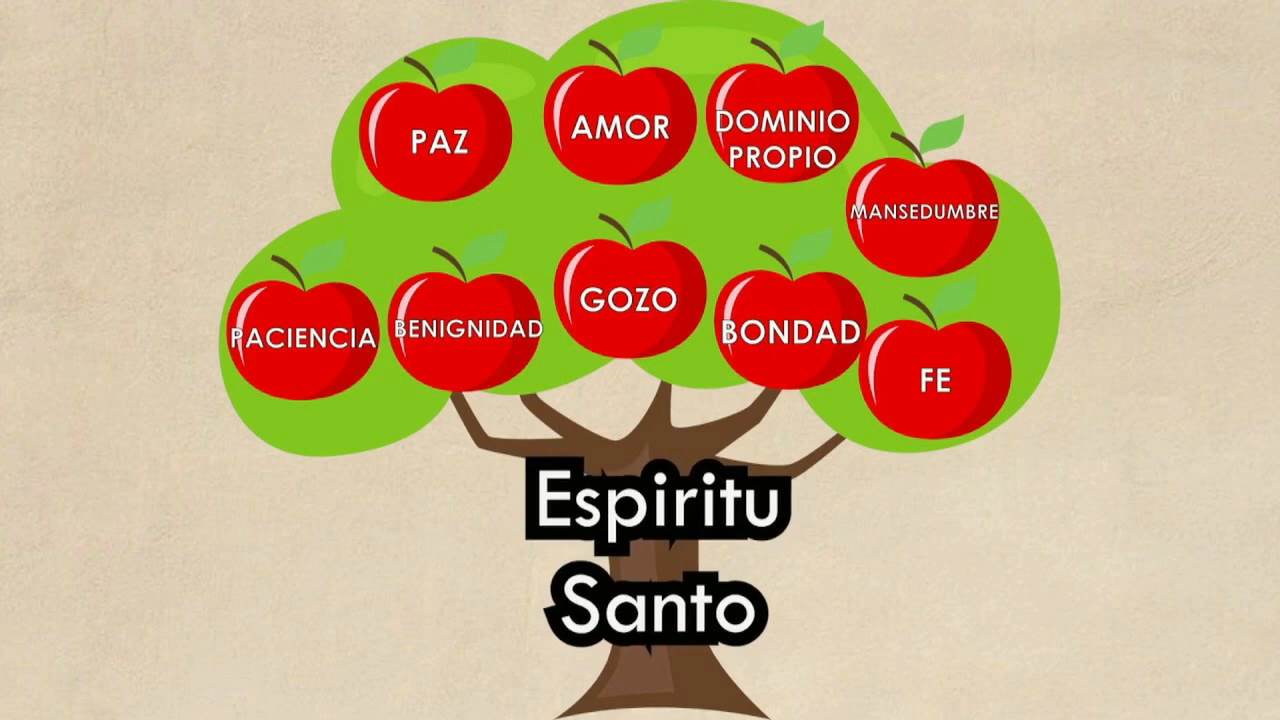 PAZ
AMOR
DOMINIO
PROPIO
MANSEDUMBRE
PACIENCIA
BENIGNIDAD
GOZO
BONDAD
FE
Espiritu
Santo